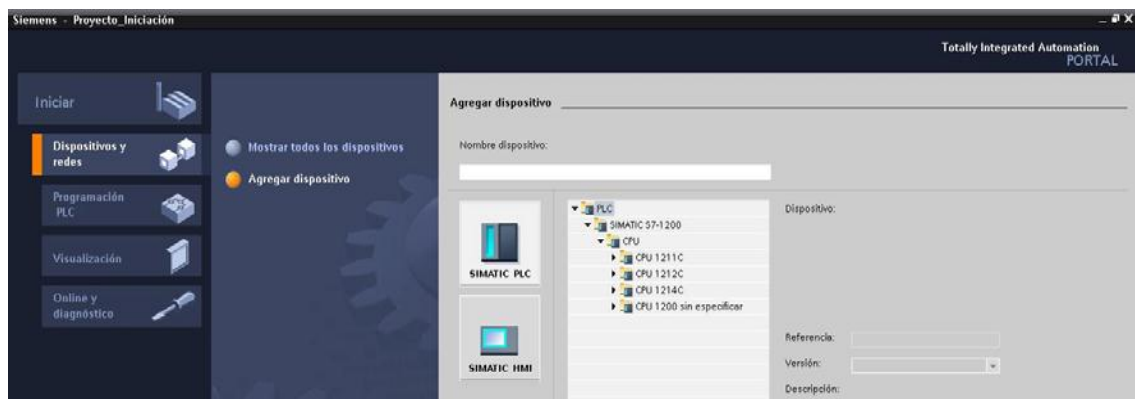 Siemens - Proyecto_Iniciación
Totally Integrated Automation
PORTAL
Iniciar
Dispositivos y
redes
Programación
PLC
Visualización
Online y
diagnóstico
Mostrar todos los dispositivos
Agregar dispositivo
Agregar dispositivo
Nombre dispositivo:
SIMATIC PLC
SIMATIC HMI
PLC
SIMATIC S7-1200
CPU
CPU 1211C
CPU 1212C
CPU 1214C
CPU 1200 sin especificar
Dispositivo:
Referencia:
Versión:
Descripción: